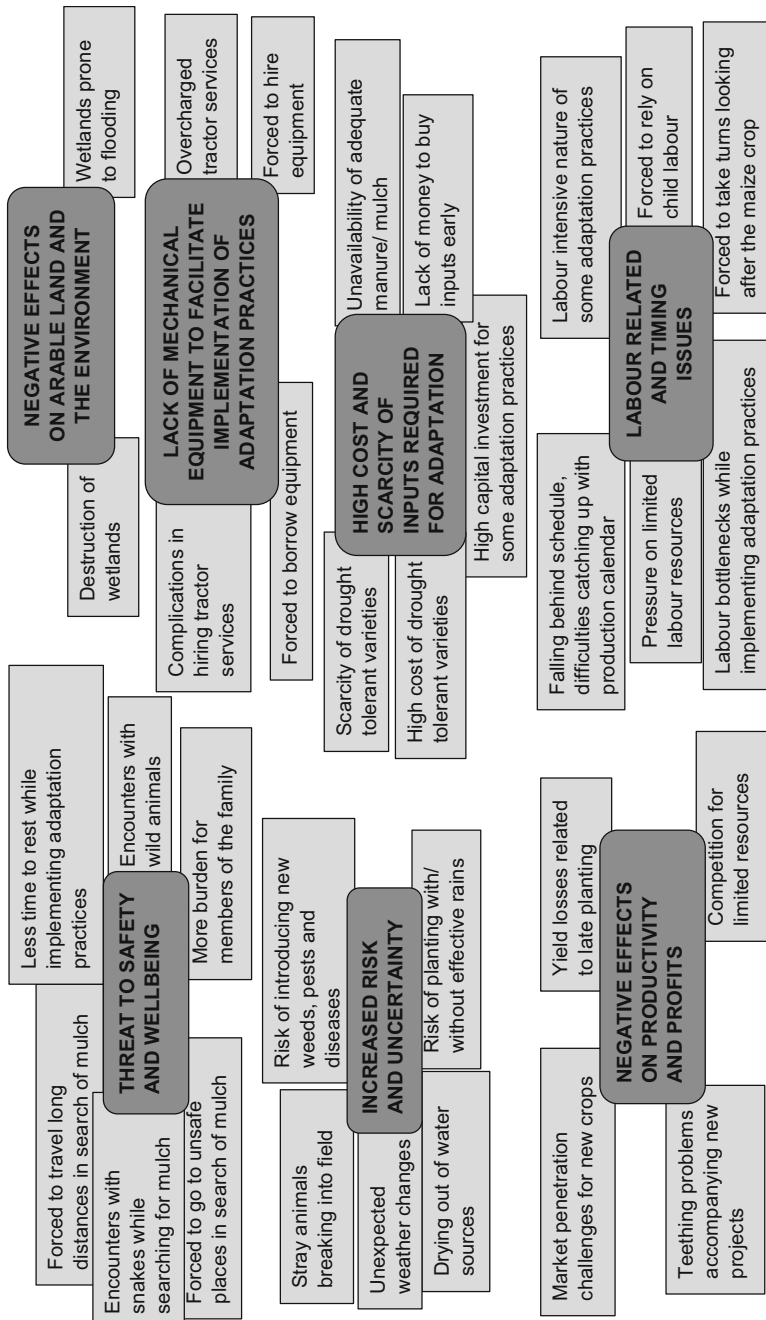 THREAT TO SAFETY
AND WELLBEING
Forced to travel long
distances in search of mulch
Less time to rest while
implementing adaptation
practices
Encounters with
snakes while
searching for mulch
Encounters with
wild animals
Forced to go to unsafe
places in search of mulch
More burden for
members of the family
NEGATIVE EFFECTS
ON ARABLE LAND AND
THE ENVIRONMENT
Destruction of
wetlands
Wetlands prone
to flooding
LACK OF MECHANICAL
EQUIPMENT TO FACILITATE
IMPLEMENTATION OF
ADAPTATION PRACTICES
Complications in
hiring tractor
services
Overcharged
tractor services
Forced to borrow equipment
Forced to hire
equipment
INCREASED RISK
AND UNCERTAINTY
Stray animals
breaking into field
Risk of introducing new
weeds, pests and
diseases
Unexpected
weather changes
Drying out of water
sources
Risk of planting with/
without effective rains
HIGH COST AND
SCARCITY OF
INPUTS REQUIRED
FOR ADAPTATION
Scarcity of drought
tolerant varieties
Unavailability of adequate
manure/ mulch
High cost of drought
tolerant varieties
Lack of money to buy
inputs early
High capital investment for
some adaptation practices
NEGATIVE EFFECTS
ON PRODUCTIVITY
AND PROFITS
Market penetration
challenges for new crops
Yield losses related
to late planting
Teething problems
accompanying new
projects
Competition for
limited resources
LABOUR RELATED
AND TIMING
ISSUES
Falling behind schedule,
difficulties catching up with
production calendar
Labour intensive nature of
some adaptation practices
Pressure on limited
labour resources
Forced to rely on
child labour
Labour bottlenecks while
implementing adaptation practices
Forced to take turns looking
after the maize crop